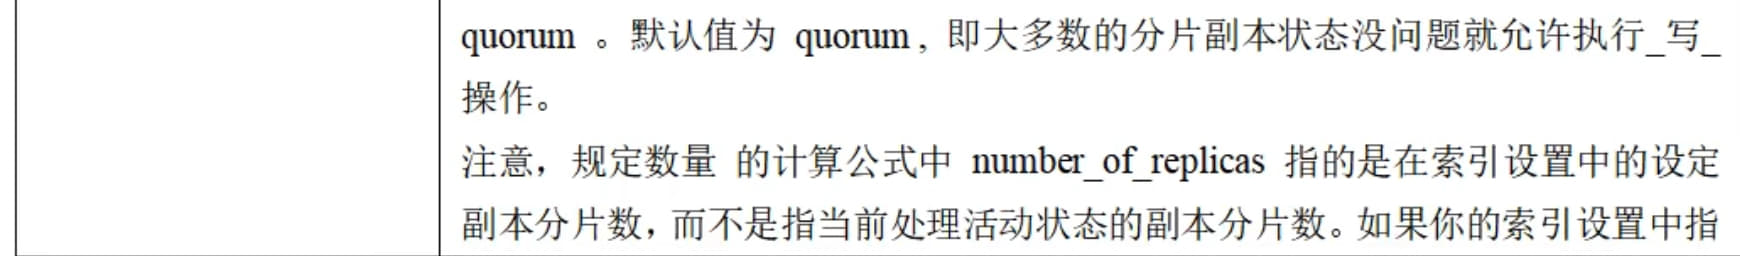 quorum 。默认值为 quorum , 即大多数的分片副本状态没问题就允许执行_写_
操作。
注意，规定数量 的计算公式中 number_of_replicas 指的是在索引设置中的设定
副本分片数，而不是指当前处理活动状态的副本分片数。如果你的索引设置中指